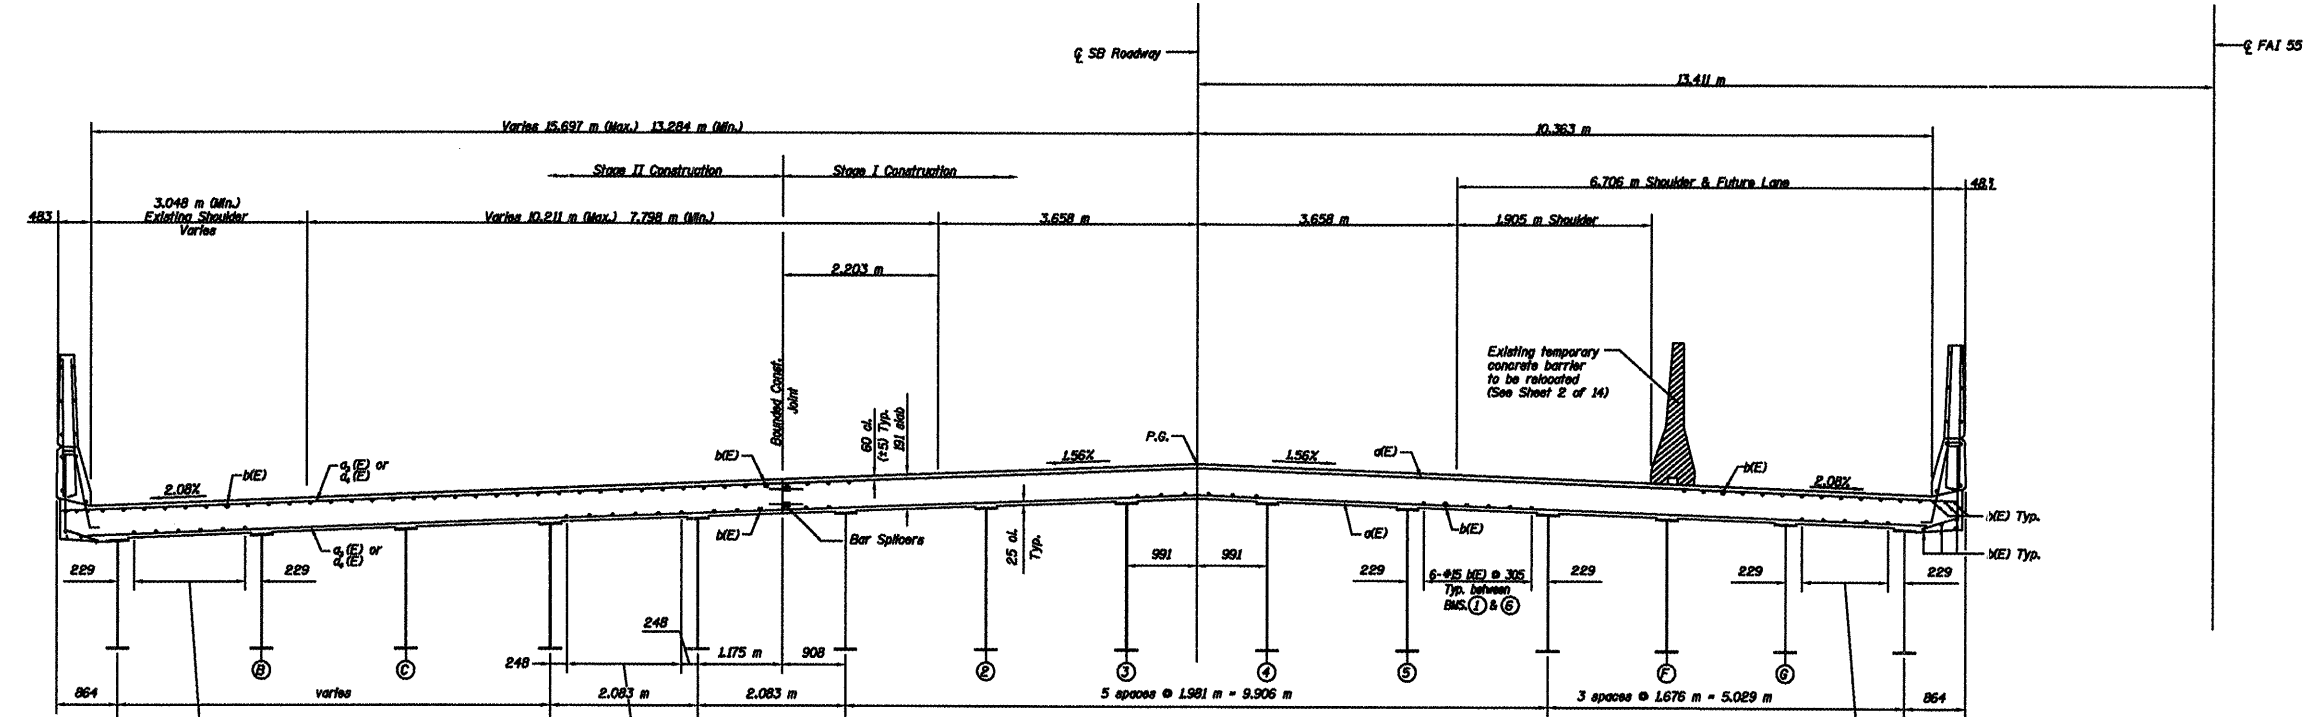 ℄ SB Roadway
℄ FAI 55
13.411 m
Varies 15.697 m (Max.) 13.284 m (Min.)
10.363 m
Stage II Construction
Stage I Construction
6.706 m Shoulder & Future Lane
483
483
3.048 m (Min.)
Existing Shoulder
Varies
Varies 10.211 m (Max.) 7.798 m (Min.)
3.658 m
3.658 m
1.905 m Shoulder
2.203 m
Existing temporary
concrete barrier
to be relocated
(See Sheet 2 of 14)
Bounded Const.
Joint
60 cl.
(±5) Typ.
191 slab
P.G.
1.56%
1.56%
a(E)
b(E)
b(E)
b(E)
2.08%
2.08%
b(E)
b(E)
a(E)
Bar Splicers
25 cl.
Typ.
b(E) Typ.
b(E) Typ.
991
991
229
229
229
229
229
229
6-#15 b(E) @ 305
Typ. between
BMS. 1 & 6
248
248
1.175 m
908
B
C
2
3
4
5
F
G
864
varies
2.083 m
2.083 m
5 spaces @ 1.981 m = 9.906 m
3 spaces @ 1.676 m = 5.029 m
864